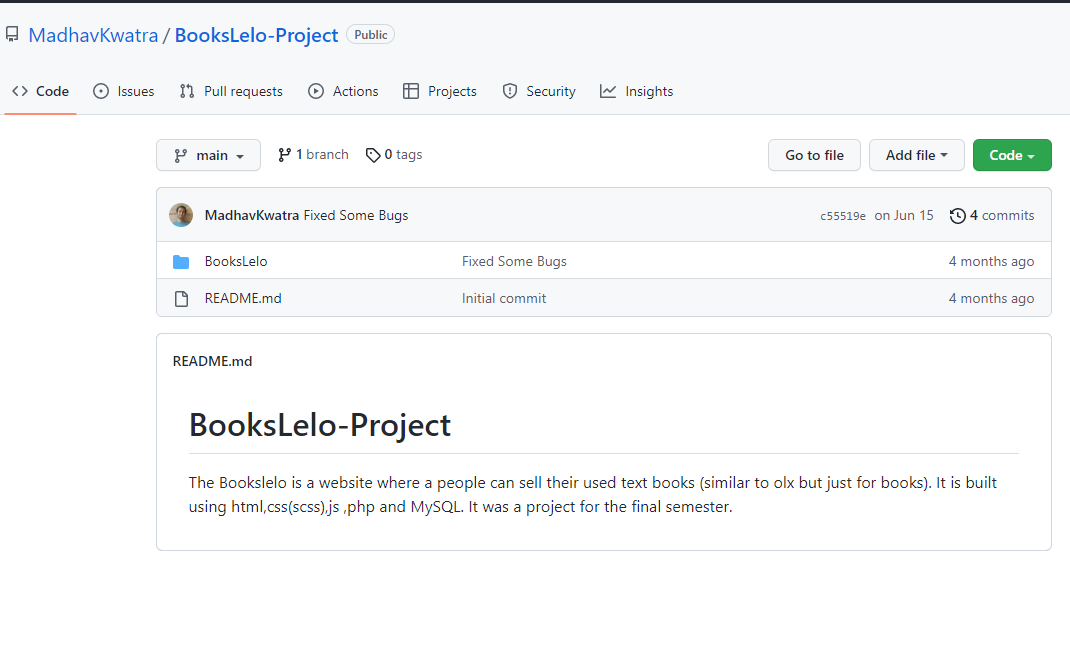 MadhavKwatra / BooksLelo-Project Public
Code Issues Pull requests Actions Projects Security Insights
main 1 branch 0 tags Go to file Add file Code
MadhavKwatra Fixed Some Bugs c55519e on Jun 15 4 commits
BooksLelo Fixed Some Bugs 4 months ago
README.md Initial commit 4 months ago
README.md
BooksLelo-Project
The Bookslelo is a website where a people can sell their used text books (similar to olx but just for books). It is built
using html,css(scss),js ,php and MySQL. It was a project for the final semester.